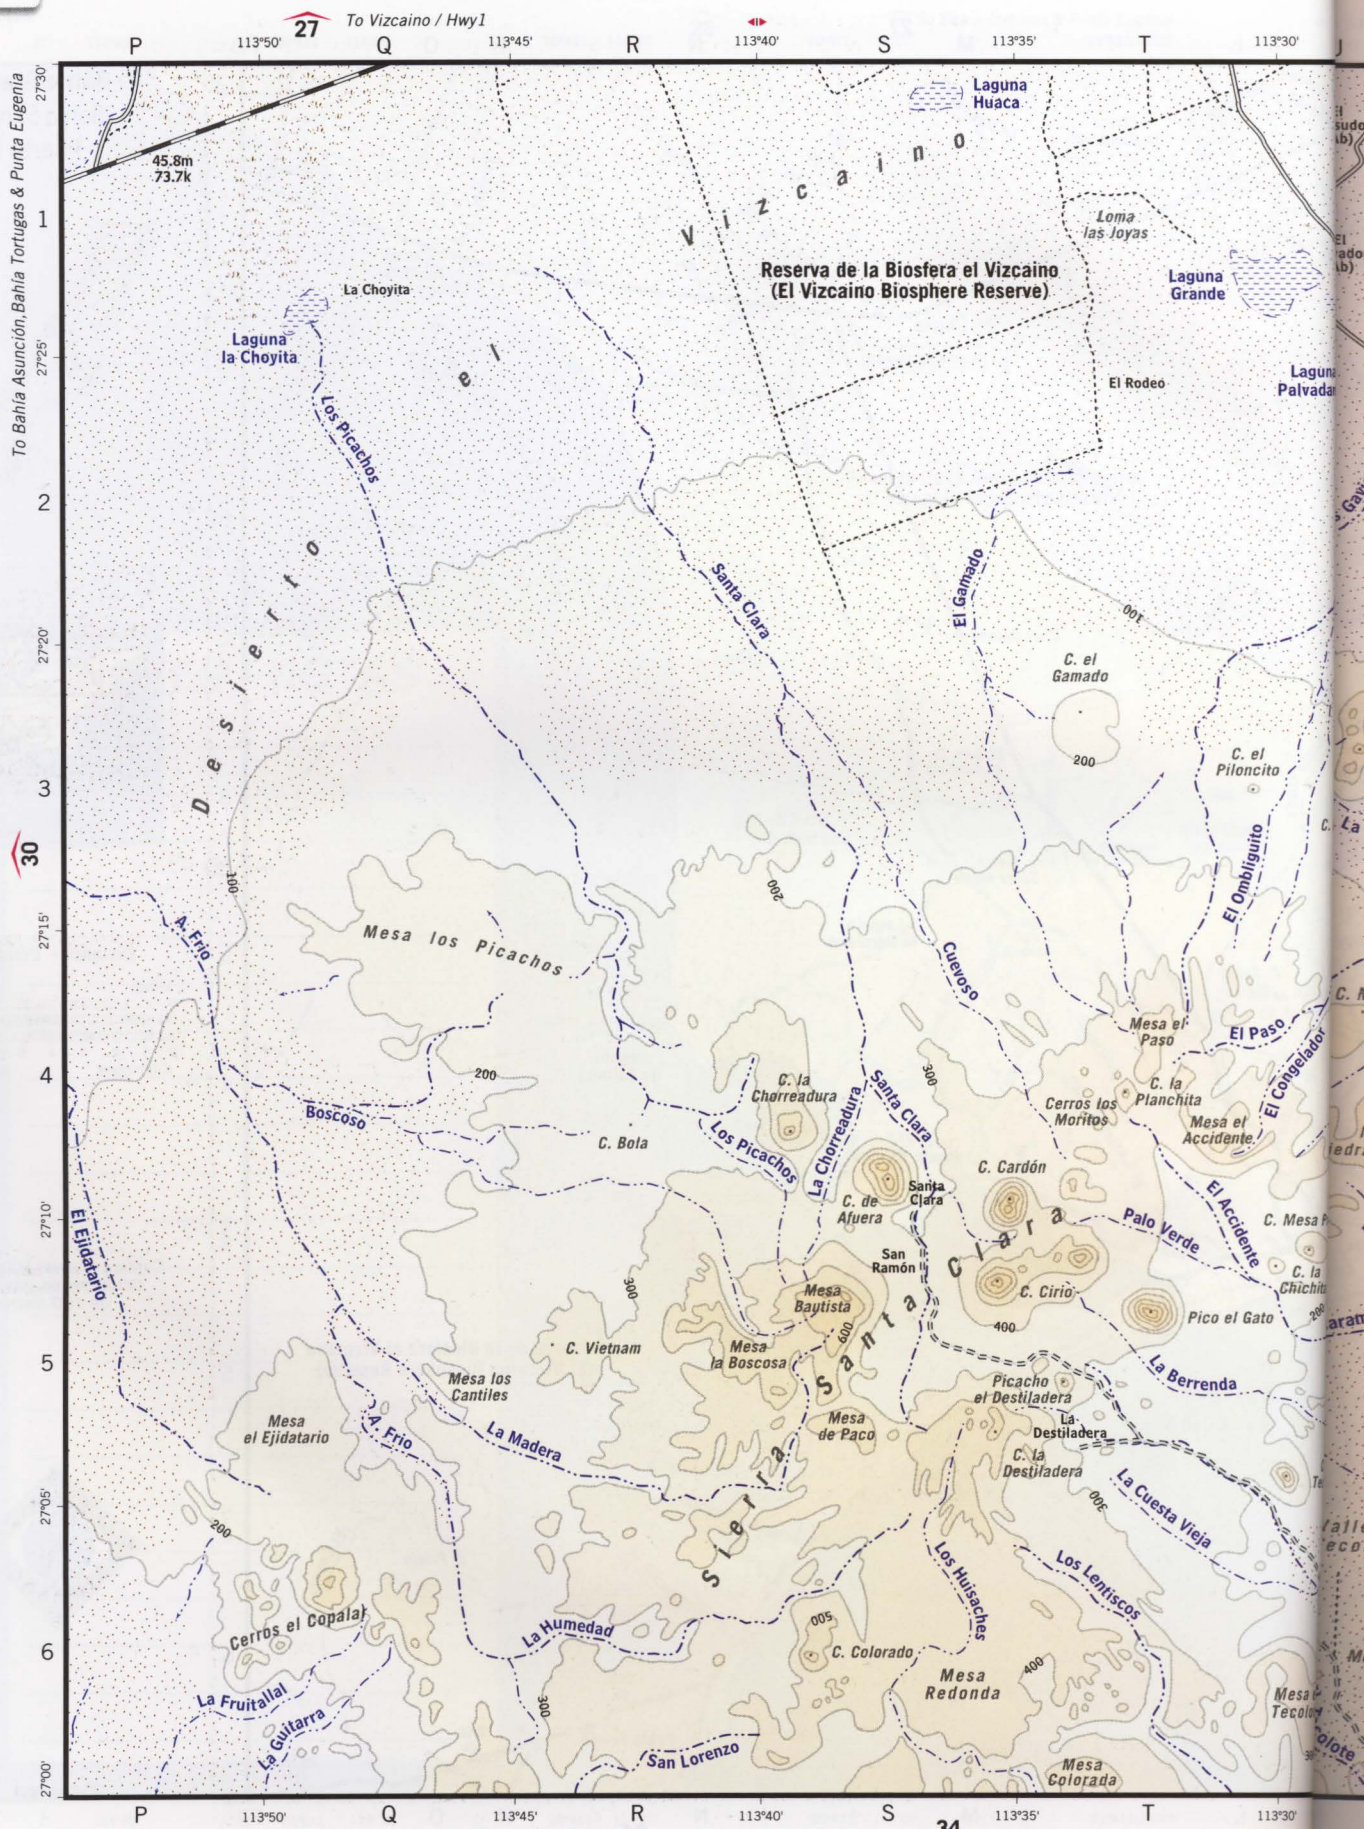 27
To Vizcaino / Hwy1
P
113°50'
Q
113°45'
R
113°40'
S
113°35'
T
113°30'
27°30'
To Bahía Asunción, Bahía Tortugas & Punta Eugenia
45.8m
73.7k
Laguna
Huaca
1
Vizcaino
Loma
las Joyas
Reserva de la Biosfera el Vizcaino
(El Vizcaino Biosphere Reserve)
Laguna
Grande
La Choyita
Laguna
la Choyita
27°25'
el
El Rodeo
Palvada
Los Picachos
2
Desierto
Santa Clara
El Gamado
100
27°20'
C. el
Gamado
200
C. el
Piloncito
3
30
100
200
El Ombliguito
27°15'
A. Frio
Mesa los Picachos
Cuevoso
Mesa el
Paso
El Paso
4
200
Boscoso
C. Bola
C. la
Chorreadura
Los Picachos
La Chorreadura
Santa Clara
300
Cerros los
Moritos
C. la
Planchita
Mesa el
Accidente
El Congelador
C. Cardón
C. de
Afuera
Santa
Clara
27°10'
El Ejidatario
San
Ramón
Palo Verde
El Accidente
C. Mesa
C. la
300
Mesa
Bautista
600
C. Cirio
400
Pico el Gato
200
5
C. Vietnam
Mesa
la Boscosa
Sierra Santa Clara
Mesa los
Cantiles
Picacho
el Destiladera
La Berrenda
Mesa
el Ejidatario
A. Frio
La Madera
Mesa
de Paco
La
Destiladera
C. la
Destiladera
27°05'
200
300
La Cuesta Vieja
Los Huisaches
Los Lentiscos
Cerros el Copalar
La Humedad
500
6
C. Colorado
400
Mesa
Redonda
Mesa
La Fruitallal
La Guitarra
300
San Lorenzo
Mesa
Colorada
27°00'
P
113°50'
Q
113°45'
R
113°40'
S
113°35'
T
113°30'
34